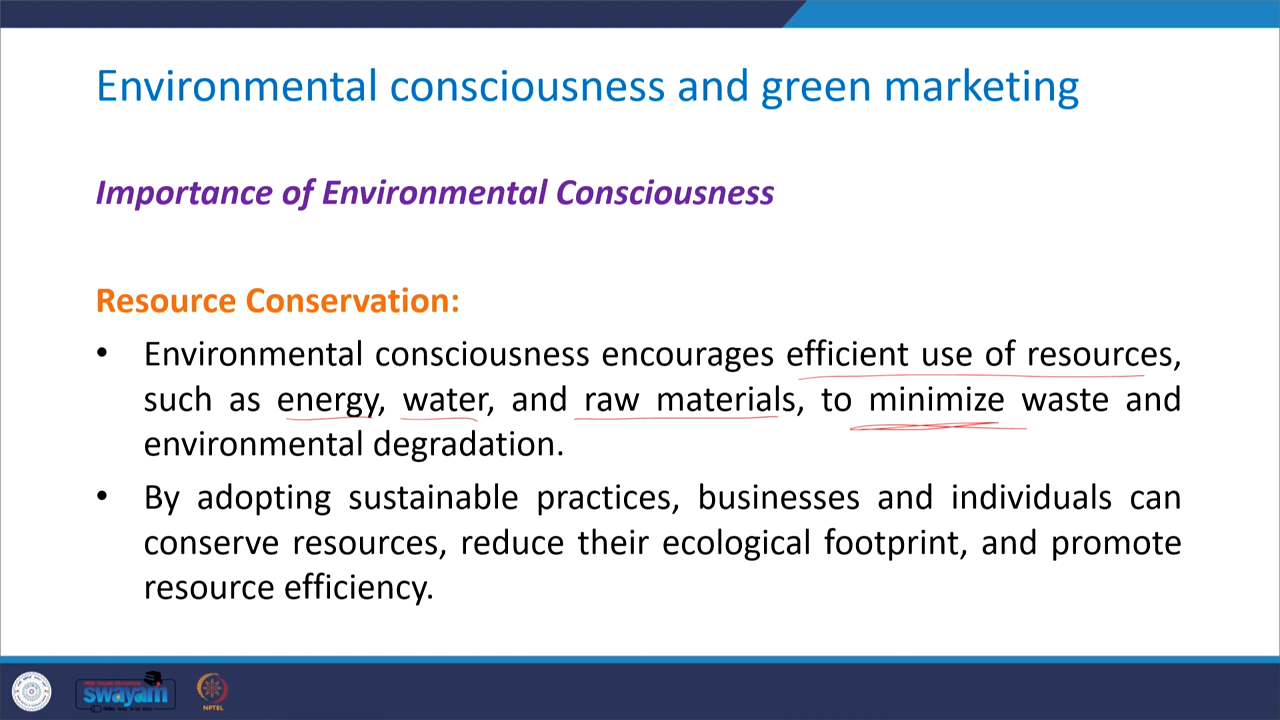 Environmental consciousness and green marketing
Importance of Environmental Consciousness
Resource Conservation:
• Environmental consciousness encourages efficient use of resources,
such as energy, water, and raw materials, to minimize waste and
environmental degradation.
• By adopting sustainable practices, businesses and individuals can
conserve resources, reduce their ecological footprint, and promote
resource efficiency.
swayam
NPTEL